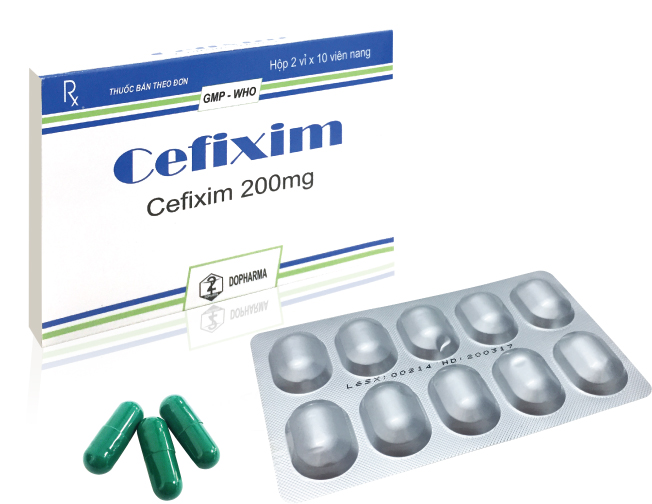 Rx
THUỐC BÁN THEO ĐƠN
Hộp 2 vỉ x 10 viên nang
GMP - WHO
Cefixim
Cefixim 200mg
DOPHARMA
LôSX: 00214 HD: 200317